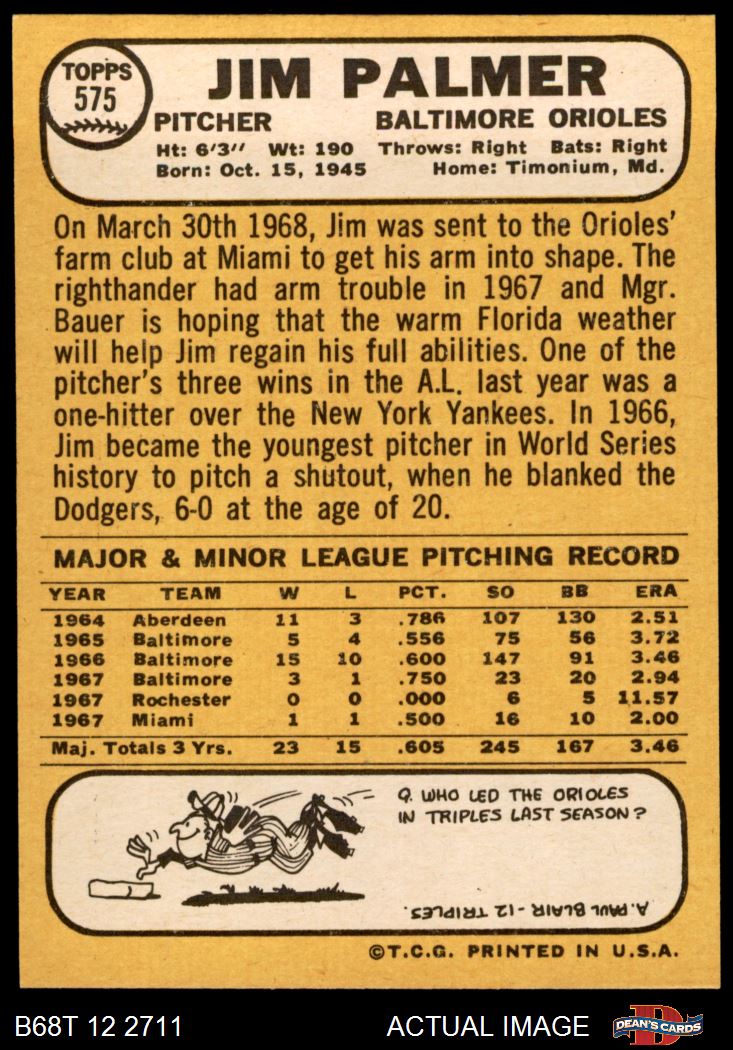 TOPPS
575
JIM PALMER
PITCHER BALTIMORE ORIOLES
Ht: 6'3" Wt: 190 Throws: Right Bats: Right
Born: Oct. 15, 1945 Home: Timonium, Md.
On March 30th 1968, Jim was sent to the Orioles'
farm club at Miami to get his arm into shape. The
righthander had arm trouble in 1967 and Mgr.
Bauer is hoping that the warm Florida weather
will help Jim regain his full abilities. One of the
pitcher's three wins in the A.L. last year was a
one-hitter over the New York Yankees. In 1966,
Jim became the youngest pitcher in World Series
history to pitch a shutout, when he blanked the
Dodgers, 6-0 at the age of 20.
MAJOR & MINOR LEAGUE PITCHING RECORD
YEAR TEAM W L PCT. SO BB ERA
1964 Aberdeen 11 3 .786 107 130 2.51
1965 Baltimore 5 4 .556 75 56 3.72
1966 Baltimore 15 10 .600 147 91 3.46
1967 Baltimore 3 1 .750 23 20 2.94
1967 Rochester 0 0 .000 6 5 11.57
1967 Miami 1 1 .500 16 10 2.00
Maj. Totals 3 Yrs. 23 15 .605 245 167 3.46
Q. WHO LED THE ORIOLES
IN TRIPLES LAST SEASON?
A. PAUL BLAIR - 12 TRIPLES.
©T.C.G. PRINTED IN U.S.A.
B68T 12 2711 ACTUAL IMAGE DEAN'S CARDS